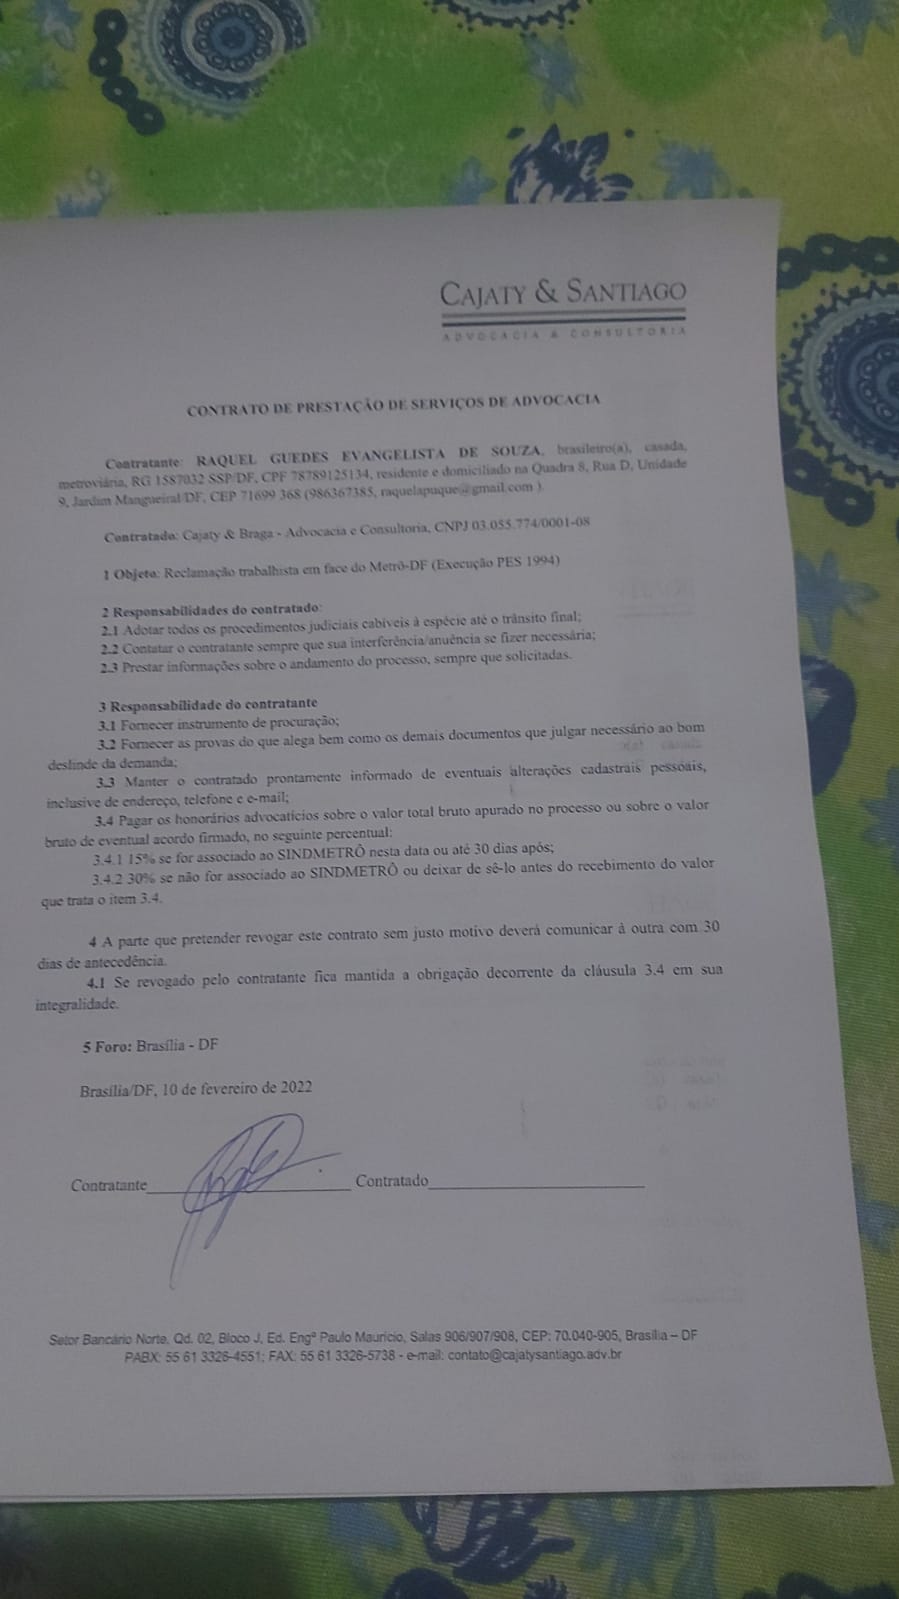 CAJATY & SANTIAGO
ADVOCACIA & CONSULTORIA
CONTRATO DE PRESTAÇÃO DE SERVIÇOS DE ADVOCACIA
Contratante: RAQUEL GUEDES EVANGELISTA DE SOUZA, brasileiro(a), casada,
metroviária, RG 1587032 SSP/DF, CPF 78789125134, residente e domiciliado na Quadra 8, Rua D, Unidade
9, Jardim Mangueiral/DF, CEP 71699 368 (986367385, raquelapuque@gmail.com ).
Contratado: Cajaty & Braga - Advocacia e Consultoria, CNPJ 03.055.774/0001-08
1 Objeto: Reclamação trabalhista em face do Metrô-DF (Execução PES 1994)
2 Responsabilidades do contratado:
2.1 Adotar todos os procedimentos judiciais cabíveis à espécie até o trânsito final;
2.2 Contatar o contratante sempre que sua interferência/anuência se fizer necessária;
2.3 Prestar informações sobre o andamento do processo, sempre que solicitadas.
3 Responsabilidade do contratante
3.1 Fornecer instrumento de procuração;
3.2 Fornecer as provas do que alega bem como os demais documentos que julgar necessário ao bom
deslinde da demanda;
3.3 Manter o contratado prontamente informado de eventuais alterações cadastrais pessoais,
inclusive de endereço, telefone e e-mail;
3.4 Pagar os honorários advocatícios sobre o valor total bruto apurado no processo ou sobre o valor
bruto de eventual acordo firmado, no seguinte percentual:
3.4.1 15% se for associado ao SINDMETRÔ nesta data ou até 30 dias após;
3.4.2 30% se não for associado ao SINDMETRÔ ou deixar de sê-lo antes do recebimento do valor
que trata o item 3.4.
4 A parte que pretender revogar este contrato sem justo motivo deverá comunicar à outra com 30
dias de antecedência.
4.1 Se revogado pelo contratante fica mantida a obrigação decorrente da cláusula 3.4 em sua
integralidade.
5 Foro: Brasília - DF
Brasília/DF, 10 de fevereiro de 2022
Contratante Contratado
Setor Bancário Norte, Qd. 02, Bloco J, Ed. Engª Paulo Maurício, Salas 906/907/908, CEP: 70.040-905, Brasília – DF
PABX: 55 61 3326-4551; FAX: 55 61 3326-5738 - e-mail: contato@cajatysantiago.adv.br